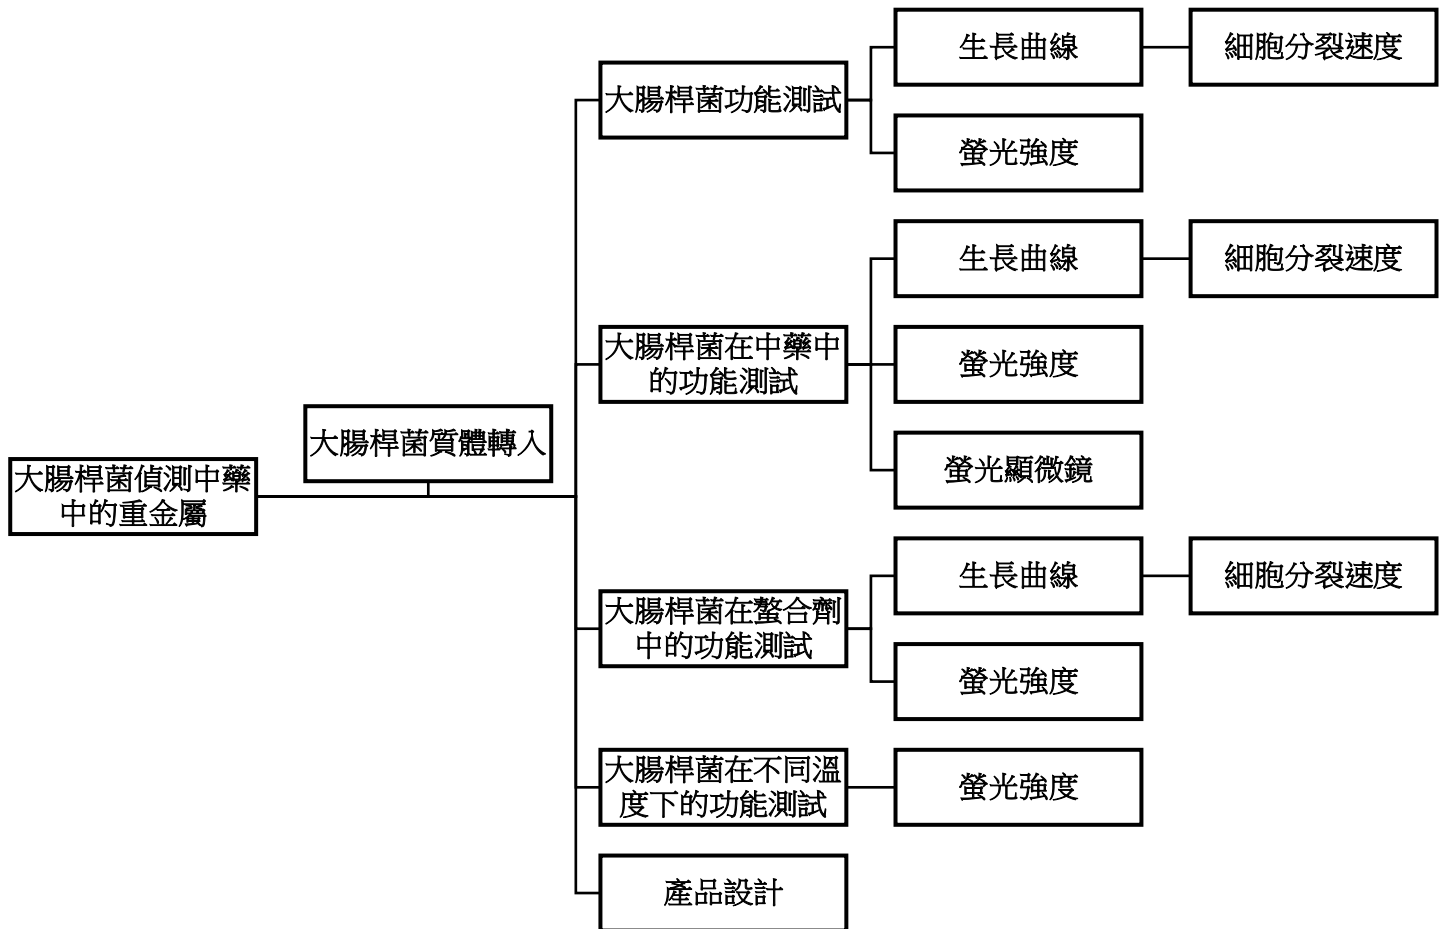 大腸桿菌偵測中藥
中的重金屬
大腸桿菌質體轉入
大腸桿菌功能測試
生長曲線
細胞分裂速度
螢光強度
大腸桿菌在中藥中
的功能測試
生長曲線
細胞分裂速度
螢光強度
螢光顯微鏡
大腸桿菌在螯合劑
中的功能測試
生長曲線
細胞分裂速度
螢光強度
大腸桿菌在不同溫
度下的功能測試
螢光強度
產品設計